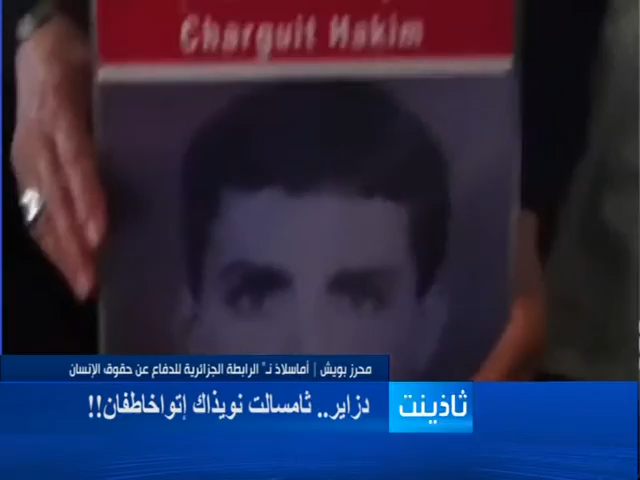 Charguit Hakim
محرز بويش | أماسلاذ نـ" الرابطة الجزائرية للدفاع عن حقوق الإنسان
ثاذينت
دزاير.. ثامسالت نويذاك إتواخاطفان!!